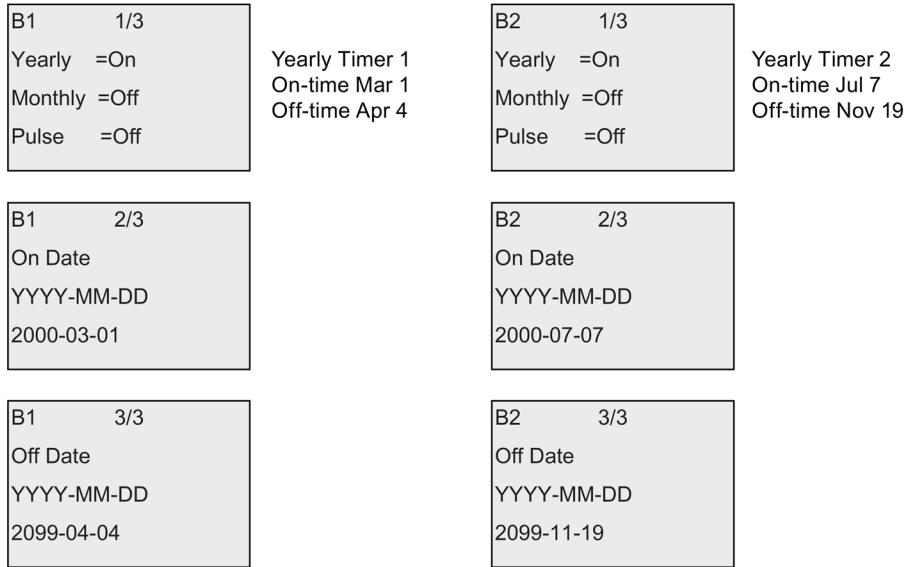 B1 1/3
Yearly =On
Monthly =Off
Pulse =Off
Yearly Timer 1
On-time Mar 1
Off-time Apr 4
B2 1/3
Yearly =On
Monthly =Off
Pulse =Off
Yearly Timer 2
On-time Jul 7
Off-time Nov 19
B1 2/3
On Date
YYYY-MM-DD
2000-03-01
B2 2/3
On Date
YYYY-MM-DD
2000-07-07
B1 3/3
Off Date
YYYY-MM-DD
2099-04-04
B2 3/3
Off Date
YYYY-MM-DD
2099-11-19